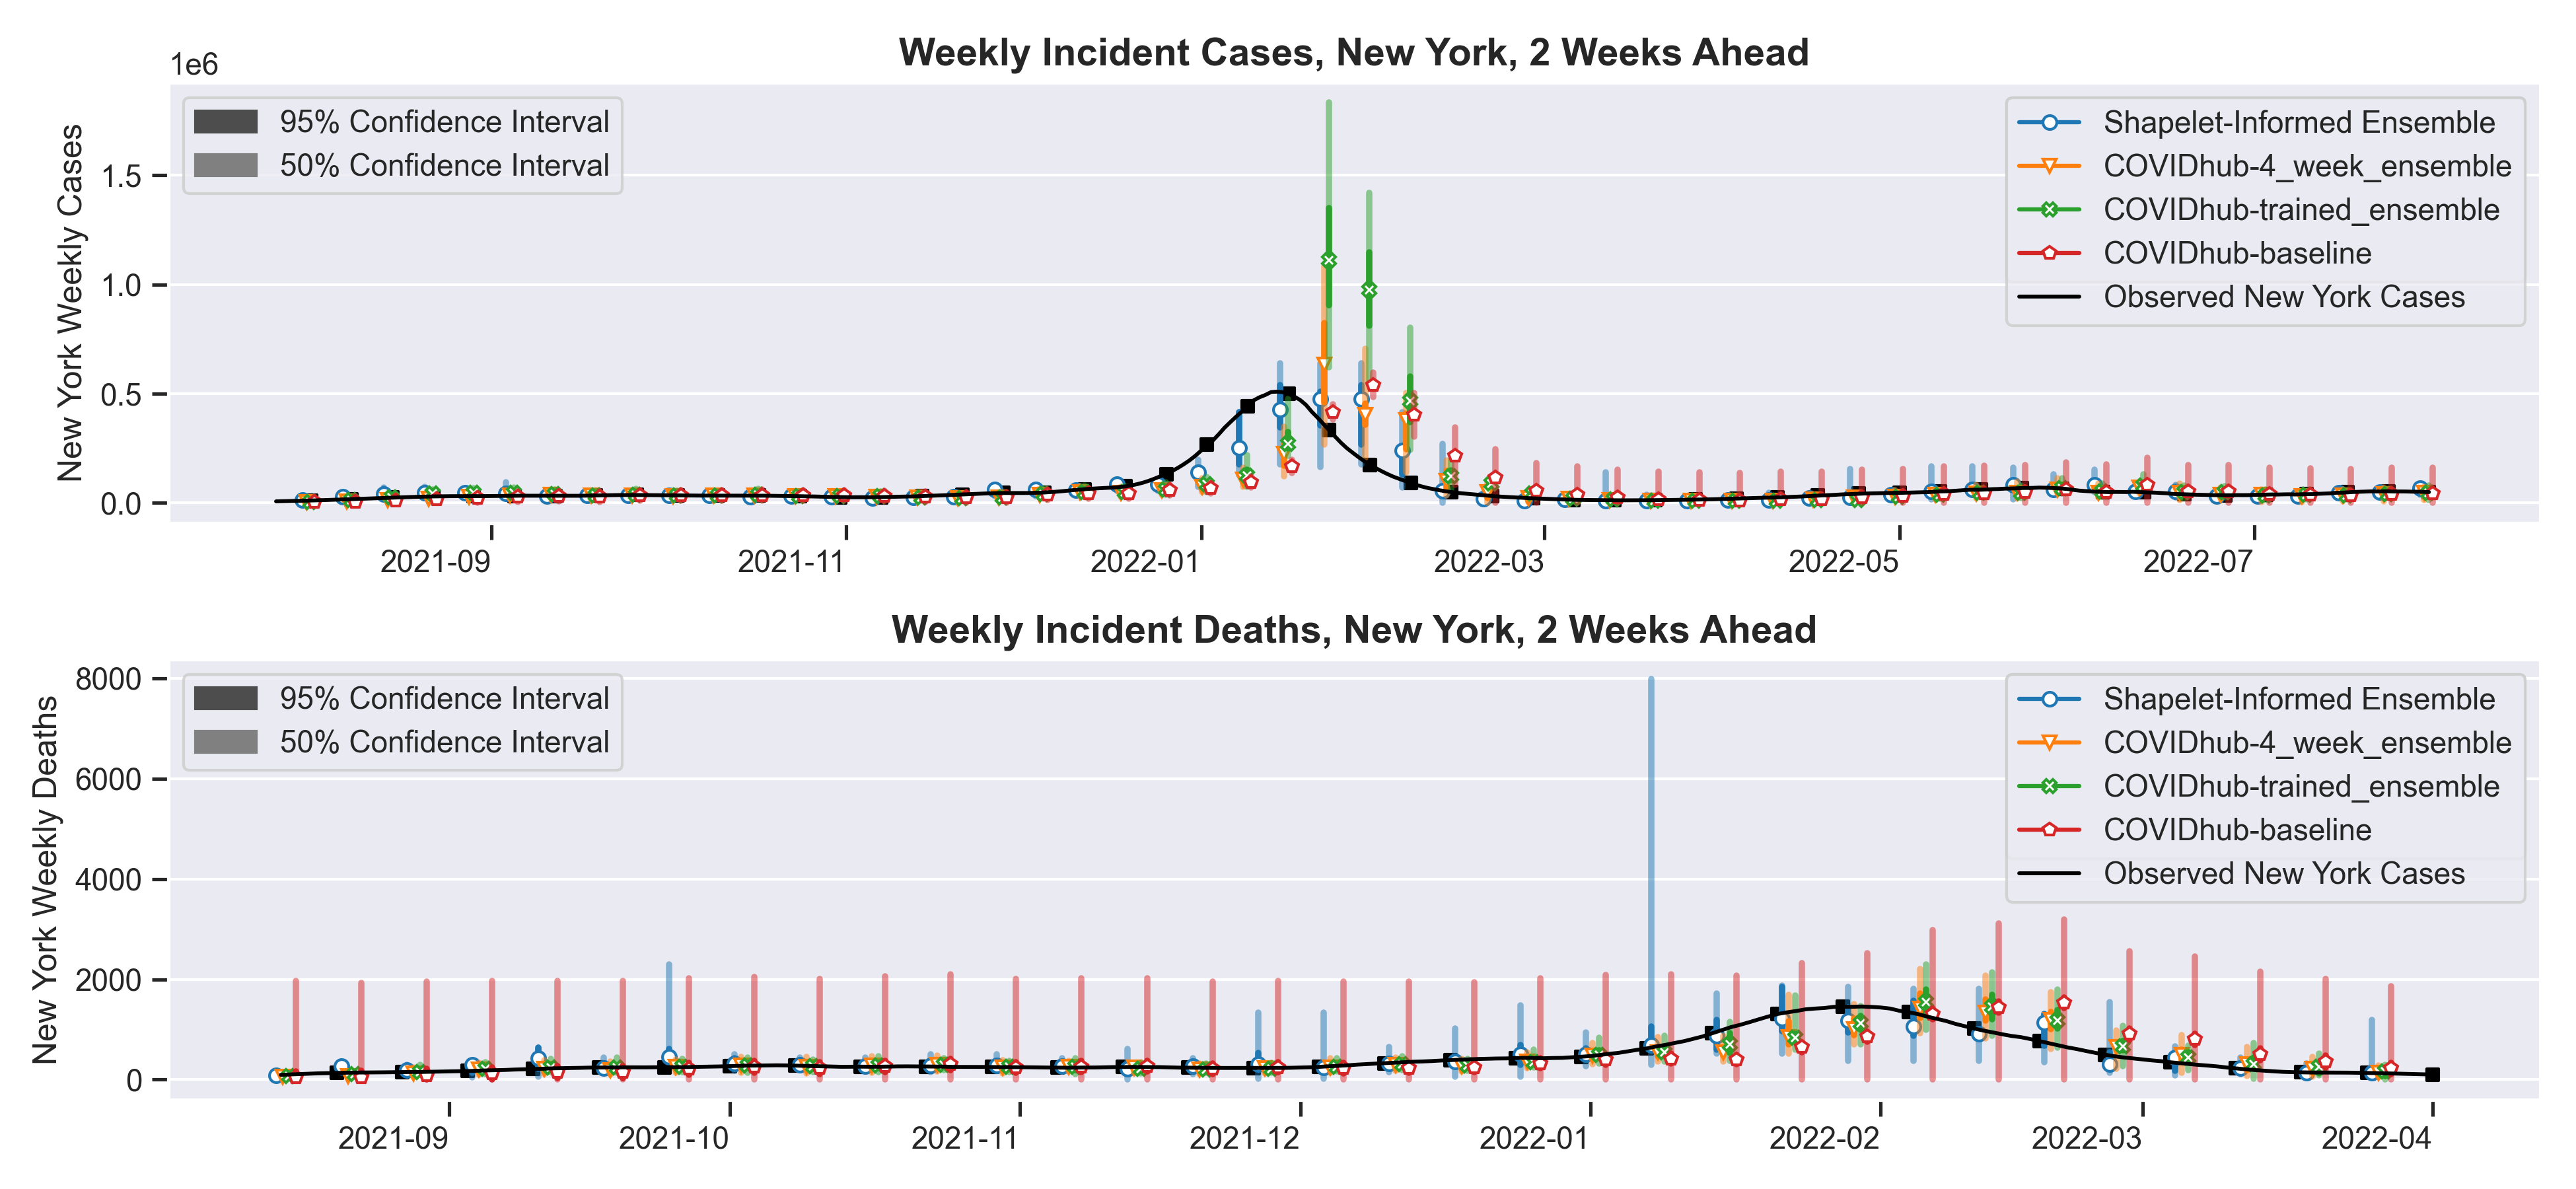 Weekly Incident Cases, New York, 2 Weeks Ahead
1e6
New York Weekly Cases
1.5
1.0
0.5
0.0
95% Confidence Interval
50% Confidence Interval
Shapelet-Informed Ensemble
COVIDhub-4_week_ensemble
COVIDhub-trained_ensemble
COVIDhub-baseline
Observed New York Cases
2021-09
2021-11
2022-01
2022-03
2022-05
2022-07
Weekly Incident Deaths, New York, 2 Weeks Ahead
New York Weekly Deaths
8000
6000
4000
2000
0
95% Confidence Interval
50% Confidence Interval
Shapelet-Informed Ensemble
COVIDhub-4_week_ensemble
COVIDhub-trained_ensemble
COVIDhub-baseline
Observed New York Cases
2021-09
2021-10
2021-11
2021-12
2022-01
2022-02
2022-03
2022-04